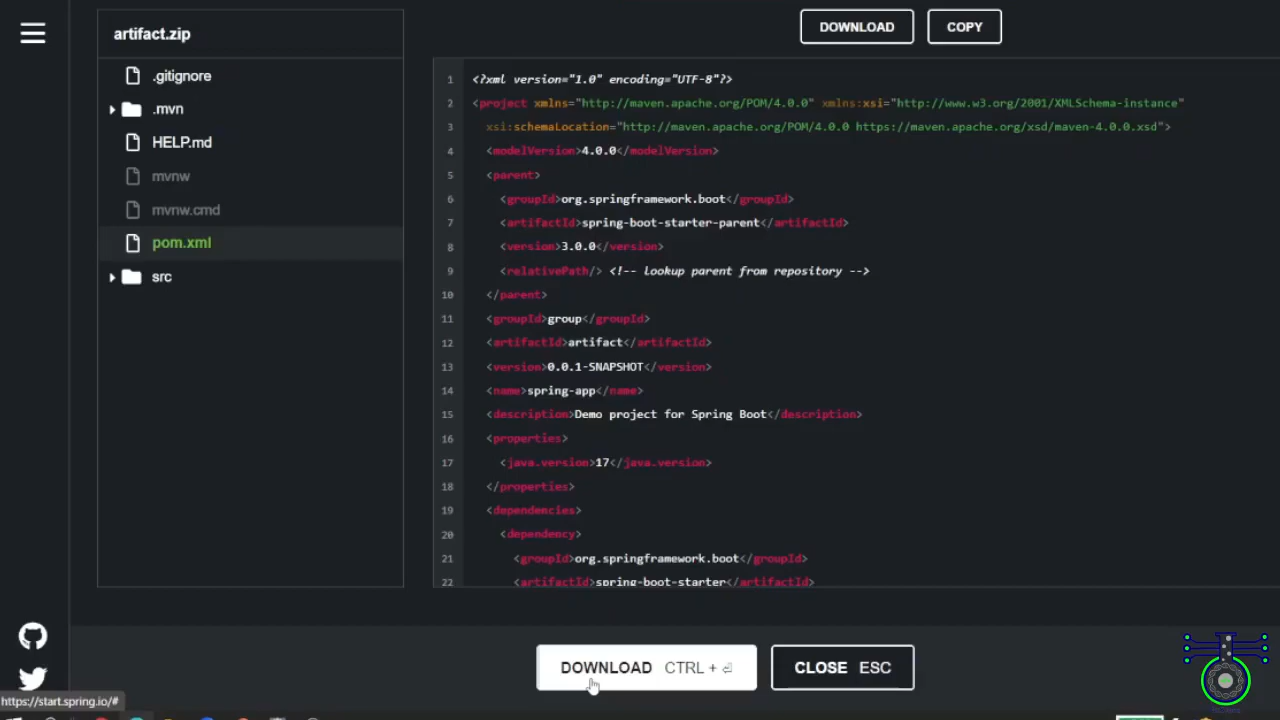 artifact.zip
.gitignore
.mvn
HELP.md
mvnw
mvnw.cmd
pom.xml
src
DOWNLOAD
COPY
1 <?xml version="1.0" encoding="UTF-8"?>
2 <project xmlns="http://maven.apache.org/POM/4.0.0" xmlns:xsi="http://www.w3.org/2001/XMLSchema-instance"
3 xsi:schemaLocation="http://maven.apache.org/POM/4.0.0 https://maven.apache.org/xsd/maven-4.0.0.xsd">
4 <modelVersion>4.0.0</modelVersion>
5 <parent>
6 <groupId>org.springframework.boot</groupId>
7 <artifactId>spring-boot-starter-parent</artifactId>
8 <version>3.0.0</version>
9 <relativePath/> <!-- lookup parent from repository -->
10 </parent>
11 <groupId>group</groupId>
12 <artifactId>artifact</artifactId>
13 <version>0.0.1-SNAPSHOT</version>
14 <name>spring-app</name>
15 <description>Demo project for Spring Boot</description>
16 <properties>
17 <java.version>17</java.version>
18 </properties>
19 <dependencies>
20 <dependency>
21 <groupId>org.springframework.boot</groupId>
22 <artifactId>spring-boot-starter</artifactId>
DOWNLOAD CTRL + ⏎
CLOSE ESC
https://start.spring.io/#